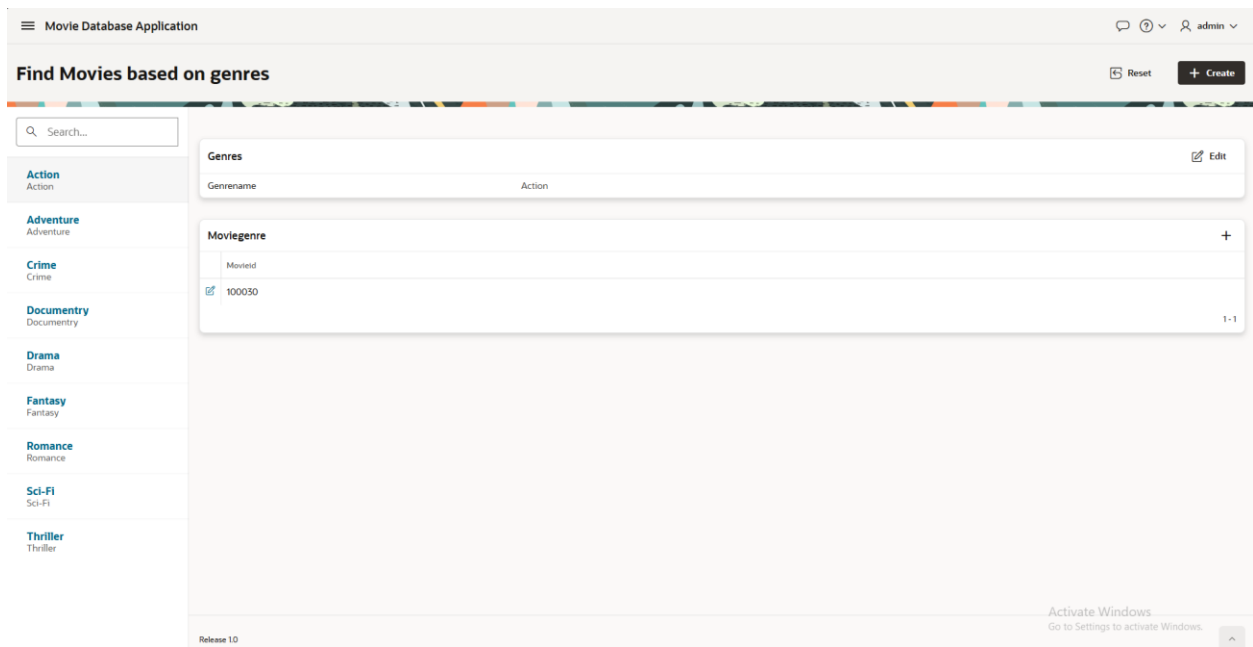 Movie Database Application
admin
Find Movies based on genres
Reset
+ Create
Search...
Action
Action
Adventure
Adventure
Crime
Crime
Documentry
Documentry
Drama
Drama
Fantasy
Fantasy
Romance
Romance
Sci-Fi
Sci-Fi
Thriller
Thriller
Genres
Edit
Genrename Action
Moviegenre
+
Movieid
100030
1 - 1
Activate Windows
Go to Settings to activate Windows.
Release 1.0